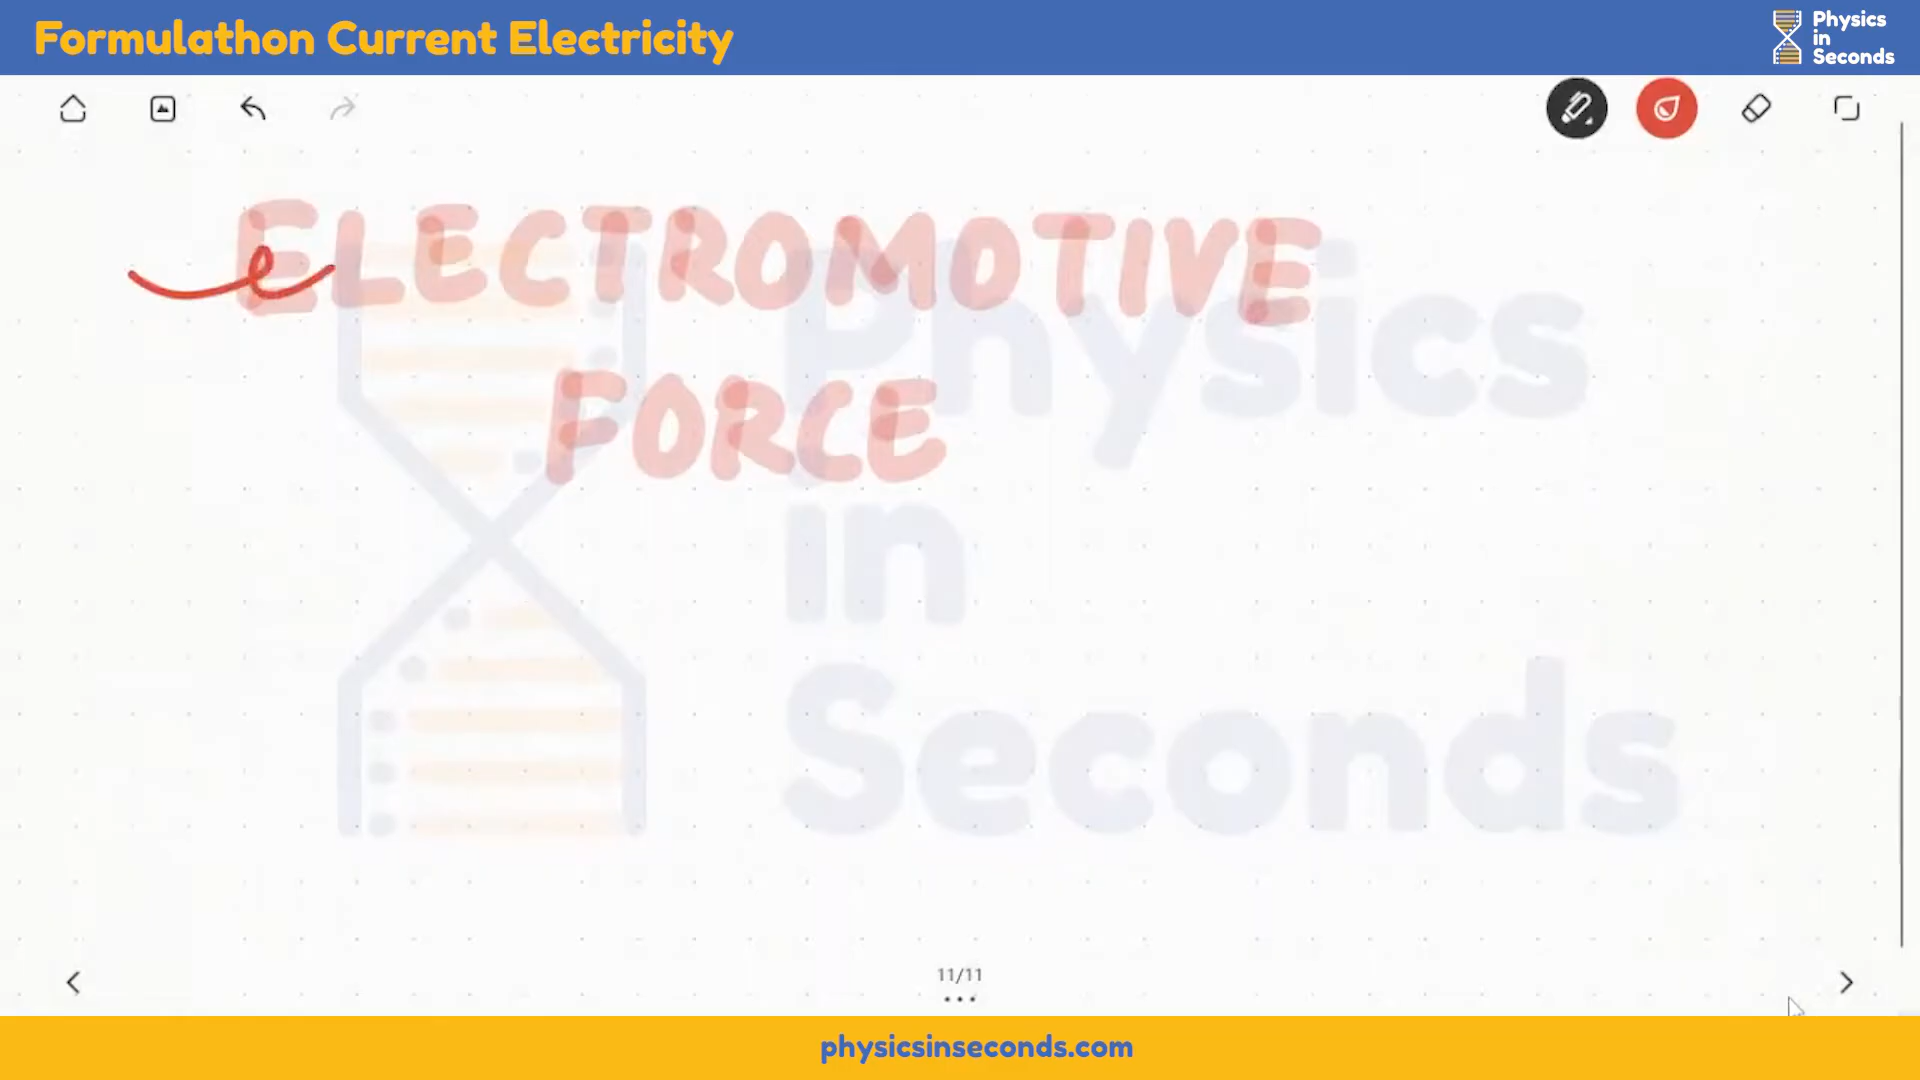 Formulathon Current Electricity
Physics
in
Seconds
ELECTROMOTIVE
e
FORCE
Physics
in
Seconds
11/11
physicsinseconds.com